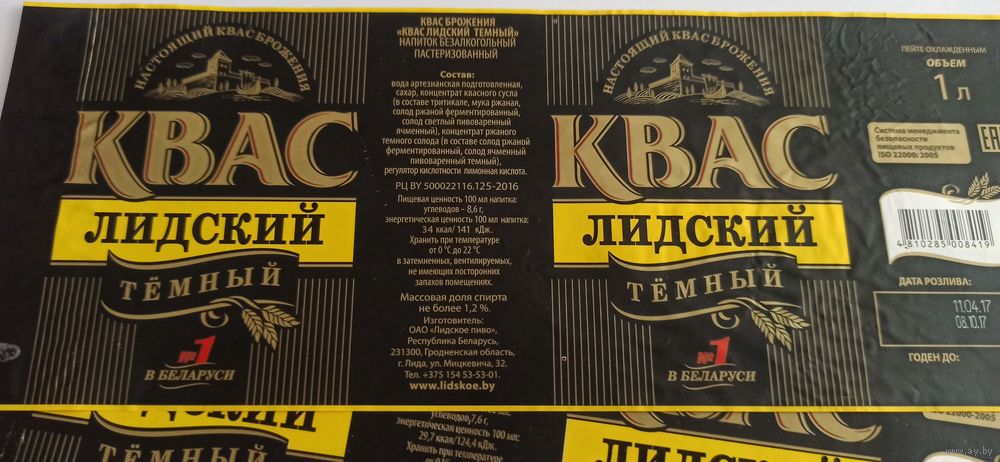 НАСТОЯЩИЙ КВАС БРОЖЕНИЯ
КВАС
ЛИДСКИЙ
ТЁМНЫЙ
№1
В БЕЛАРУСИ
КВАС БРОЖЕНИЯ
«КВАС ЛИДСКИЙ ТЕМНЫЙ»
НАПИТОК БЕЗАЛКОГОЛЬНЫЙ
ПАСТЕРИЗОВАННЫЙ
Состав:
вода артезианская подготовленная,
сахар, концентрат квасного сусла
(в составе тритикале, мука ржаная,
солод ржаной ферментированный,
солод светлый пивоваренный
ячменный), концентрат ржаного
темного солода (в составе солод ржаной
ферментированный, солод ячменный
пивоваренный темный),
регулятор кислотности лимонная кислота.
РЦ BY 500022116.125-2016
Пищевая ценность 100 мл напитка:
углеводов – 8,6 г,
энергетическая ценность 100 мл напитка:
34 ккал/ 141 кДж.
Хранить при температуре
от 0 °С до 22 °С
в затемненных, вентилируемых,
не имеющих посторонних
запахов помещениях.
Массовая доля спирта
не более 1,2 %.
Изготовитель:
ОАО «Лидское пиво»,
Республика Беларусь,
231300, Гродненская область,
г. Лида, ул. Мицкевича, 32.
Тел. +375 154 53-53-01.
www.lidskoe.by
НАСТОЯЩИЙ КВАС БРОЖЕНИЯ
КВАС
ЛИДСКИЙ
ТЁМНЫЙ
№1
В БЕЛАРУСИ
ПЕЙТЕ ОХЛАЖДЕННЫМ
ОБЪЕМ
1 л
Система менеджмента
безопасности
пищевых продуктов
ISO 22000: 2005
EAC
4 810285 008419
ДАТА РОЗЛИВА:
11.04.17
08.10.17
ГОДЕН ДО:
ЛИДСКИЙ
ТЁМНЫЙ
углеводов,7,6 г,
энергетическая ценность 100 мл:
29,7 ккал/124,4 кДж.
Хранить при температуре
КВАС
ЛИДСКИЙ
ISO 22000-2005
www.ay.by